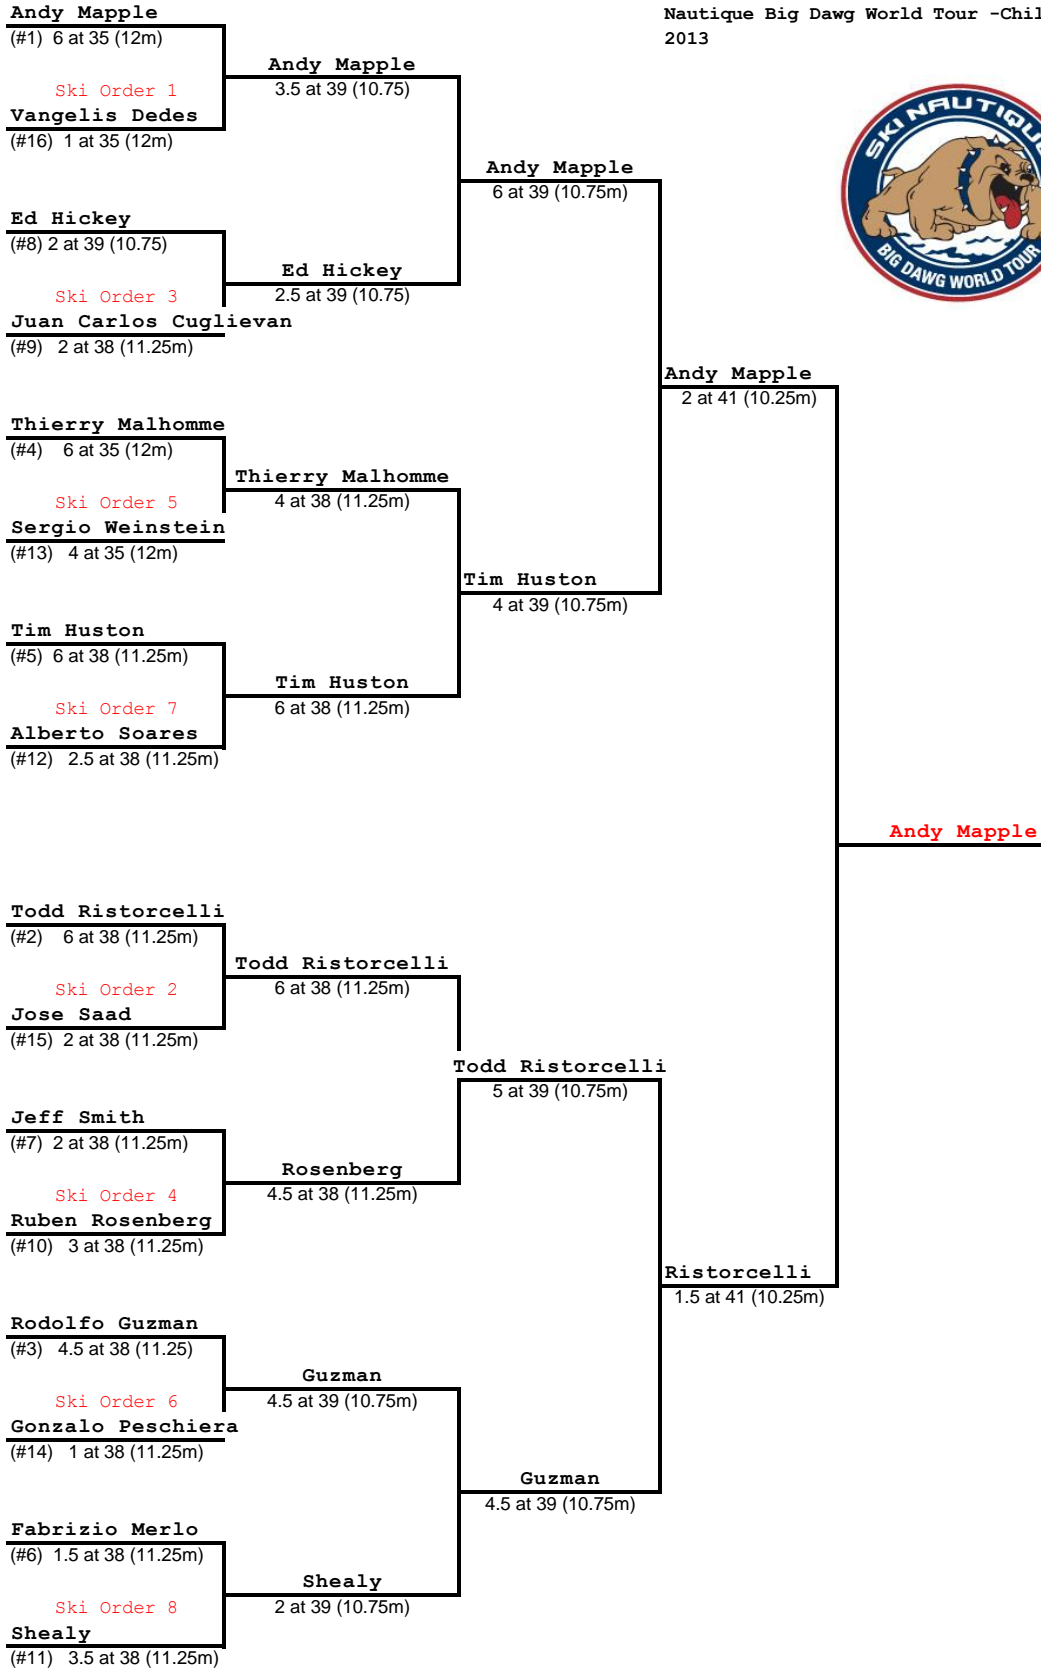 Andy Mapple
(#1) 6 at 35 (12m)
Ski Order 1
Vangelis Dedes
(#16) 1 at 35 (12m)
Ed Hickey
(#8) 2 at 39 (10.75)
Ski Order 3
Juan Carlos Cuglievan
(#9) 2 at 38 (11.25m)
Thierry Malhomme
(#4) 6 at 35 (12m)
Ski Order 5
Sergio Weinstein
(#13) 4 at 35 (12m)
Tim Huston
(#5) 6 at 38 (11.25m)
Ski Order 7
Alberto Soares
(#12) 2.5 at 38 (11.25m)
Todd Ristorcelli
(#2) 6 at 38 (11.25m)
Ski Order 2
Jose Saad
(#15) 2 at 38 (11.25m)
Jeff Smith
(#7) 2 at 38 (11.25m)
Ski Order 4
Ruben Rosenberg
(#10) 3 at 38 (11.25m)
Rodolfo Guzman
(#3) 4.5 at 38 (11.25)
Ski Order 6
Gonzalo Peschiera
(#14) 1 at 38 (11.25m)
Fabrizio Merlo
(#6) 1.5 at 38 (11.25m)
Ski Order 8
Shealy
(#11) 3.5 at 38 (11.25m)
Andy Mapple
3.5 at 39 (10.75)
Ed Hickey
2.5 at 39 (10.75)
Thierry Malhomme
4 at 38 (11.25m)
Tim Huston
6 at 38 (11.25m)
Todd Ristorcelli
6 at 38 (11.25m)
Rosenberg
4.5 at 38 (11.25m)
Guzman
4.5 at 39 (10.75m)
Shealy
2 at 39 (10.75m)
Andy Mapple
6 at 39 (10.75m)
Tim Huston
4 at 39 (10.75m)
Todd Ristorcelli
5 at 39 (10.75m)
Guzman
4.5 at 39 (10.75m)
Andy Mapple
2 at 41 (10.25m)
Ristorcelli
1.5 at 41 (10.25m)
Andy Mapple
Nautique Big Dawg World Tour -Chil
2013
SKI NAUTIQUE
BIG DAWG WORLD TOUR